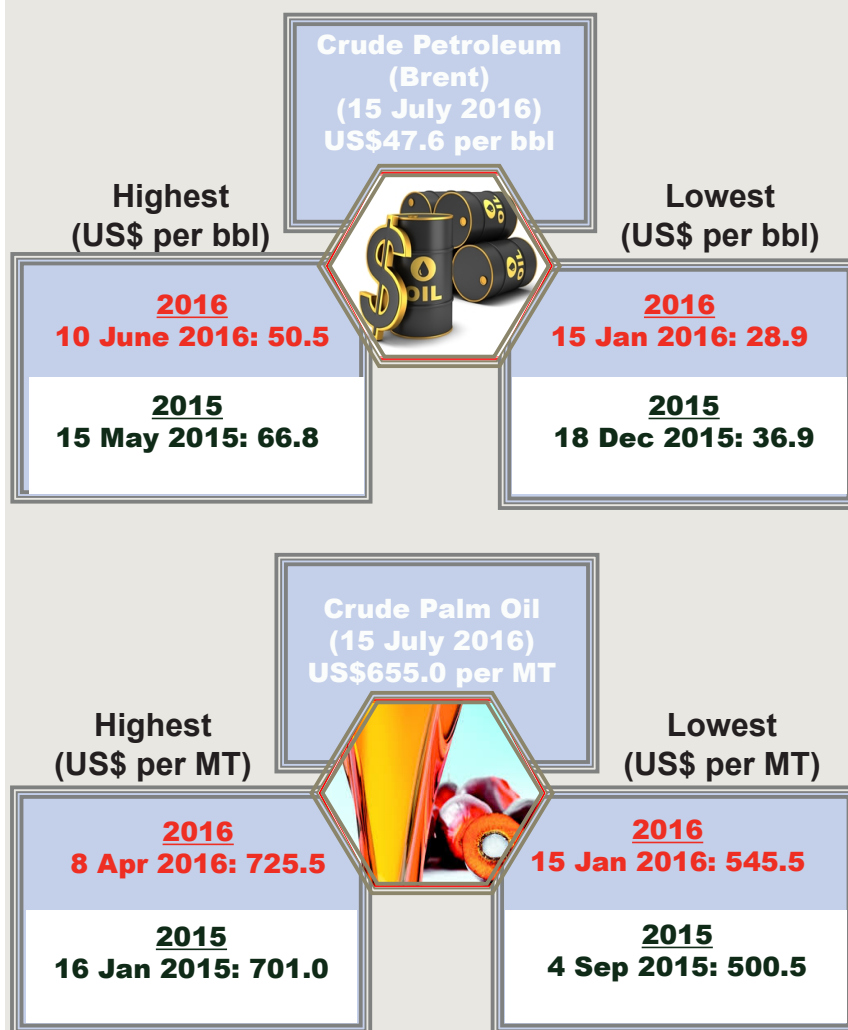 Crude Petroleum
(Brent)
(15 July 2016)
US$47.6 per bbl
Highest
(US$ per bbl)
2016
10 June 2016: 50.5
2015
15 May 2015: 66.8
OIL
OIL
OIL
Lowest
(US$ per bbl)
2016
15 Jan 2016: 28.9
2015
18 Dec 2015: 36.9
Crude Palm Oil
(15 July 2016)
US$655.0 per MT
Highest
(US$ per MT)
2016
8 Apr 2016: 725.5
2015
16 Jan 2015: 701.0
Lowest
(US$ per MT)
2016
15 Jan 2016: 545.5
2015
4 Sep 2015: 500.5